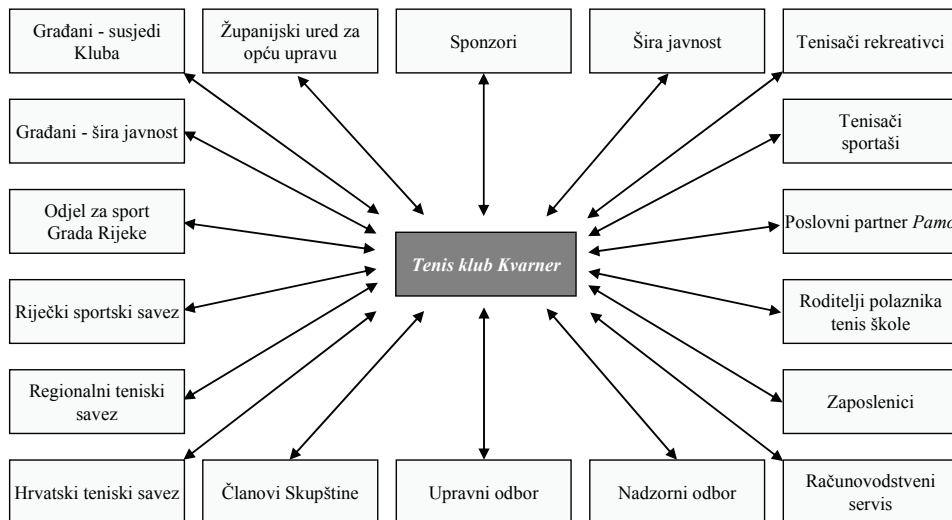 Građani - susjedi
Kluba
Županijski ured za
opću upravu
Sponzori
Šira javnost
Tenisači rekreativci
Građani - šira javnost
Tenisači
sportaši
Odjel za sport
Grada Rijeke
Tenis klub Kvarner
Poslovni partner Pamo
Riječki sportski savez
Roditelji polaznika
tenis škole
Regionalni teniski
savez
Zaposlenici
Hrvatski teniski savez
Članovi Skupštine
Upravni odbor
Nadzorni odbor
Računovodstveni
servis